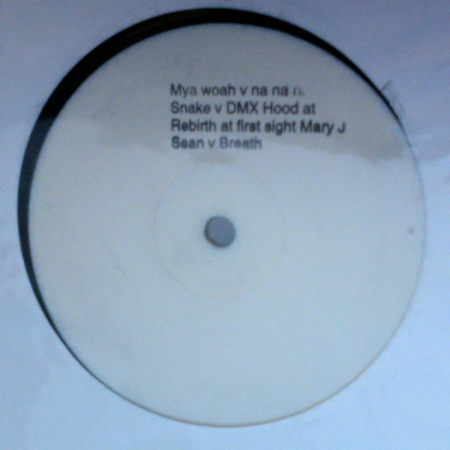 Mya woah v na na n
Snake v DMX Hood at
Rebirth at first sight Mary J
Sean v Breath